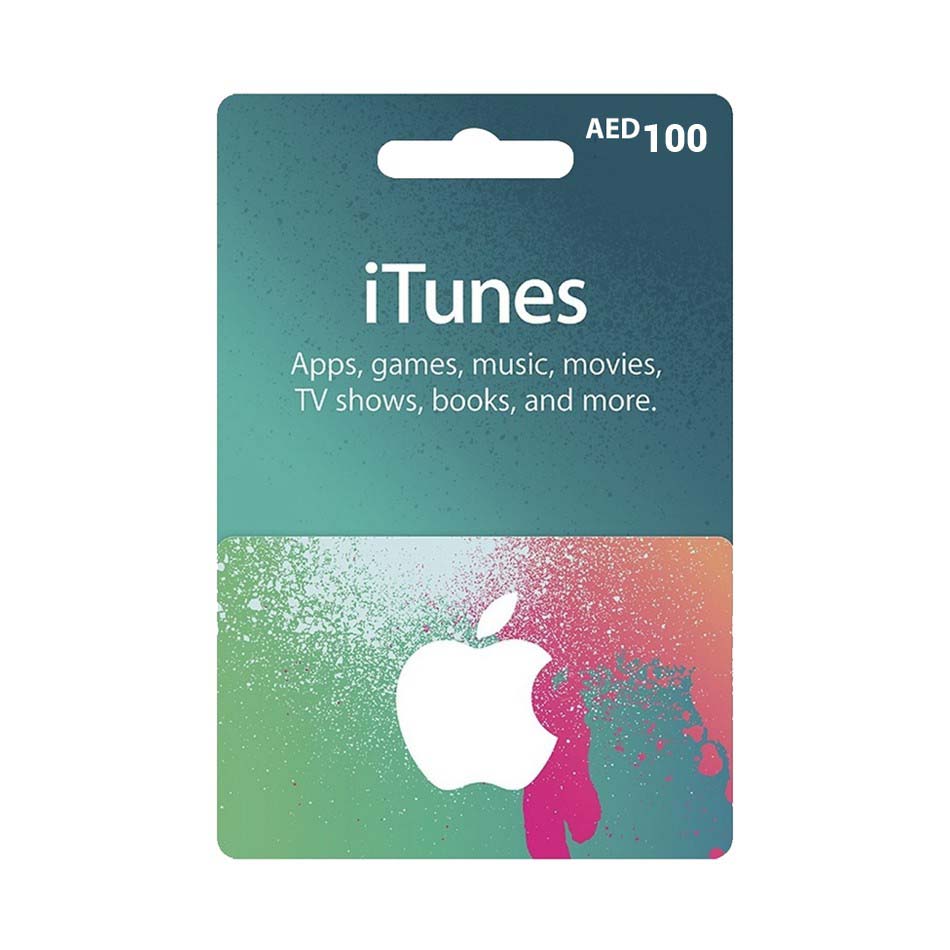 AED100
iTunes
Apps, games, music, movies,
TV shows, books, and more.